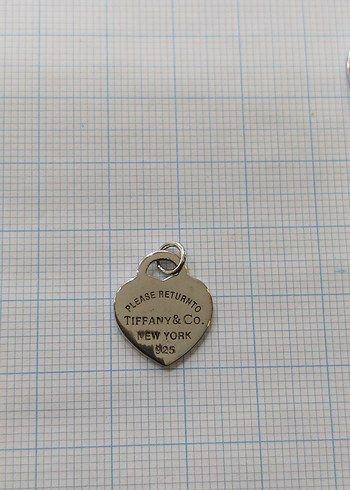 PLEASE RETURN TO
TIFFANY & CO.
NEW YORK
925